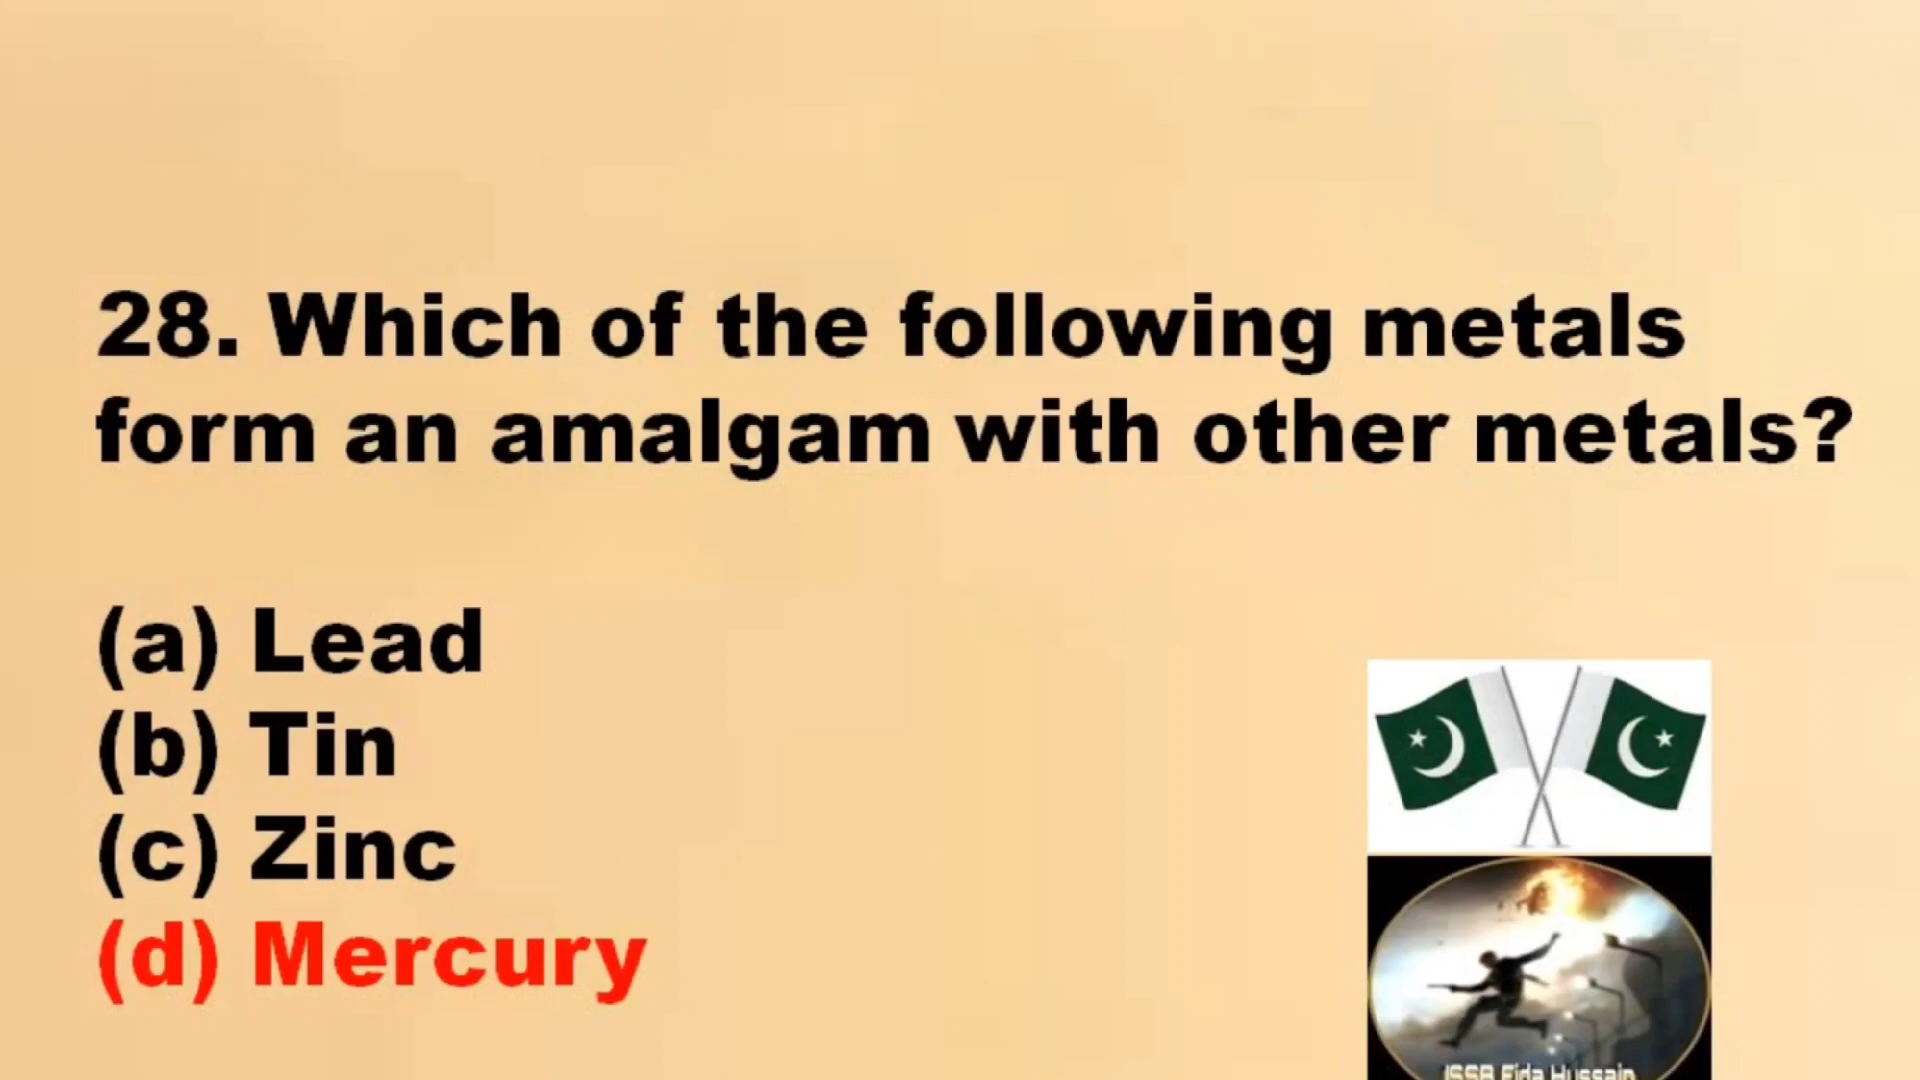 28. Which of the following metals
form an amalgam with other metals?
(a) Lead
(b) Tin
(c) Zinc
(d) Mercury
ISSB Fida Hussain